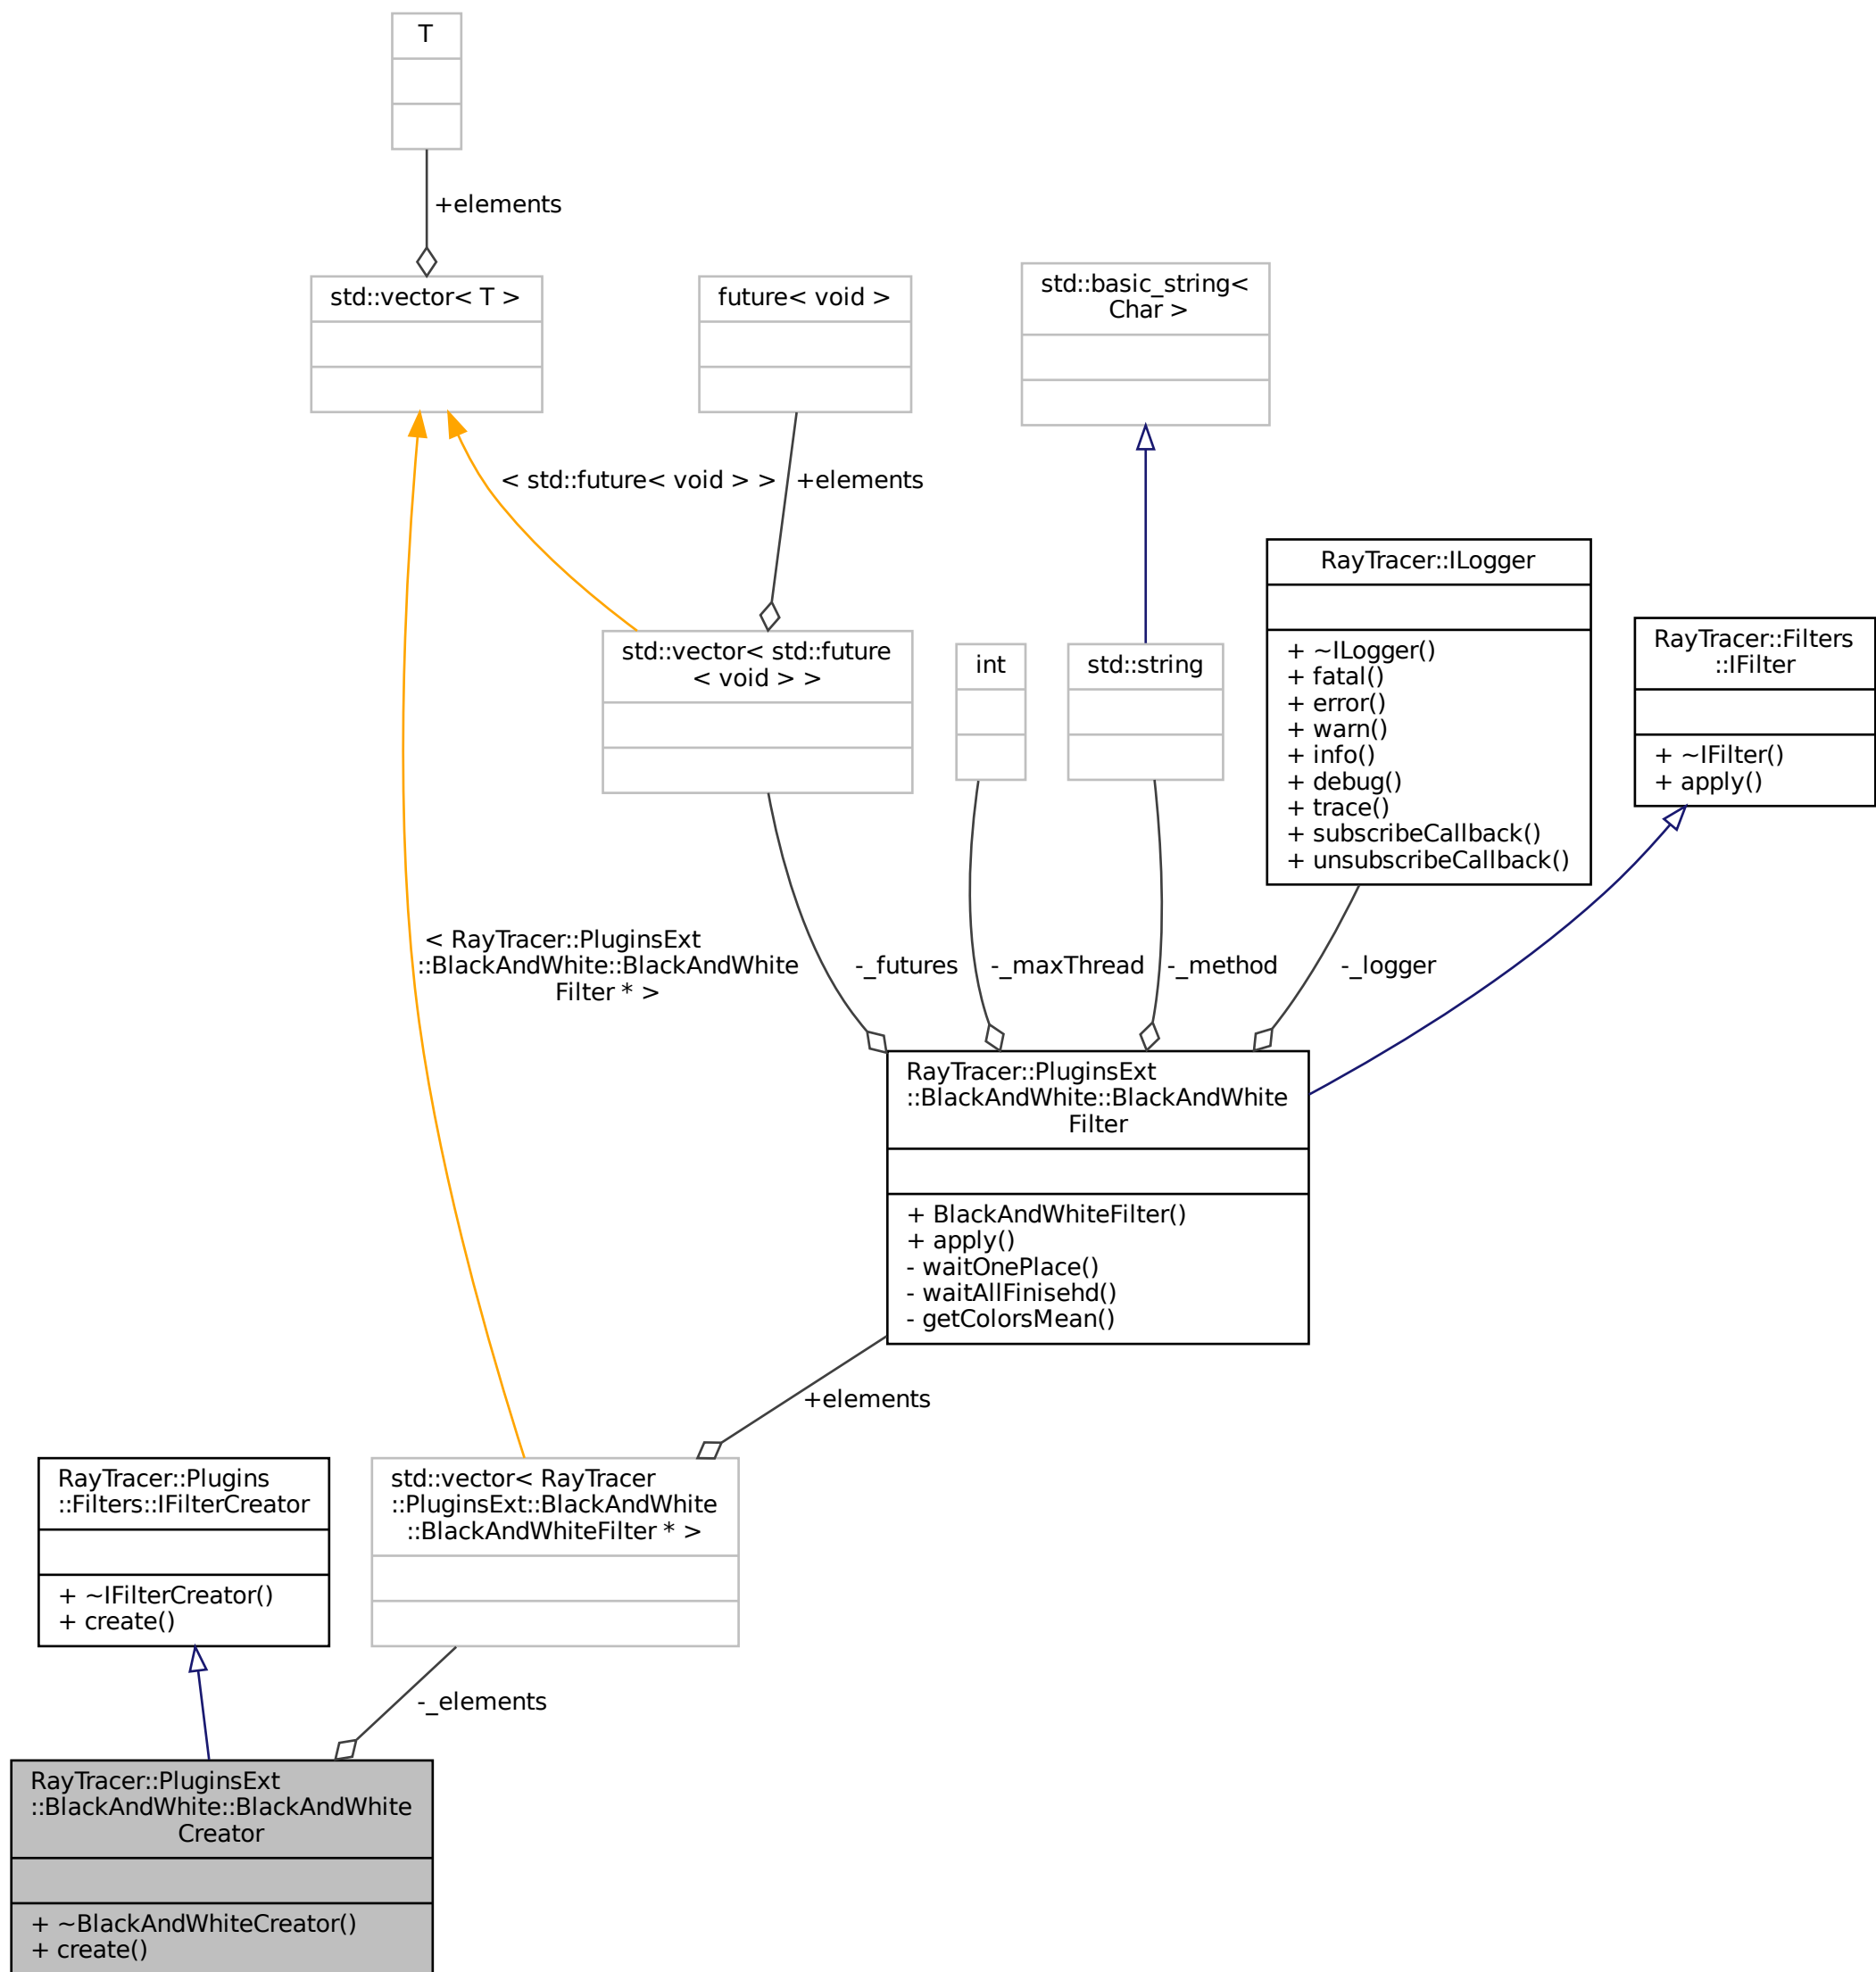 T
+elements
std::vector< T >
future< void >
std::basic_string<
Char >
< std::future< void > >
+elements
RayTracer::ILogger
+ ~ILogger()
+ fatal()
+ error()
+ warn()
+ info()
+ debug()
+ trace()
+ subscribeCallback()
+ unsubscribeCallback()
RayTracer::Filters
::IFilter
+ ~IFilter()
+ apply()
std::vector< std::future
< void > >
int
std::string
< RayTracer::PluginsExt
::BlackAndWhite::BlackAndWhite
Filter * >
-_futures
-_maxThread
-_method
-_logger
RayTracer::PluginsExt
::BlackAndWhite::BlackAndWhite
Filter
+ BlackAndWhiteFilter()
+ apply()
- waitOnePlace()
- waitAllFinisehd()
- getColorsMean()
+elements
RayTracer::Plugins
::Filters::IFilterCreator
+ ~IFilterCreator()
+ create()
std::vector< RayTracer
::PluginsExt::BlackAndWhite
::BlackAndWhiteFilter * >
-_elements
RayTracer::PluginsExt
::BlackAndWhite::BlackAndWhite
Creator
+ ~BlackAndWhiteCreator()
+ create()